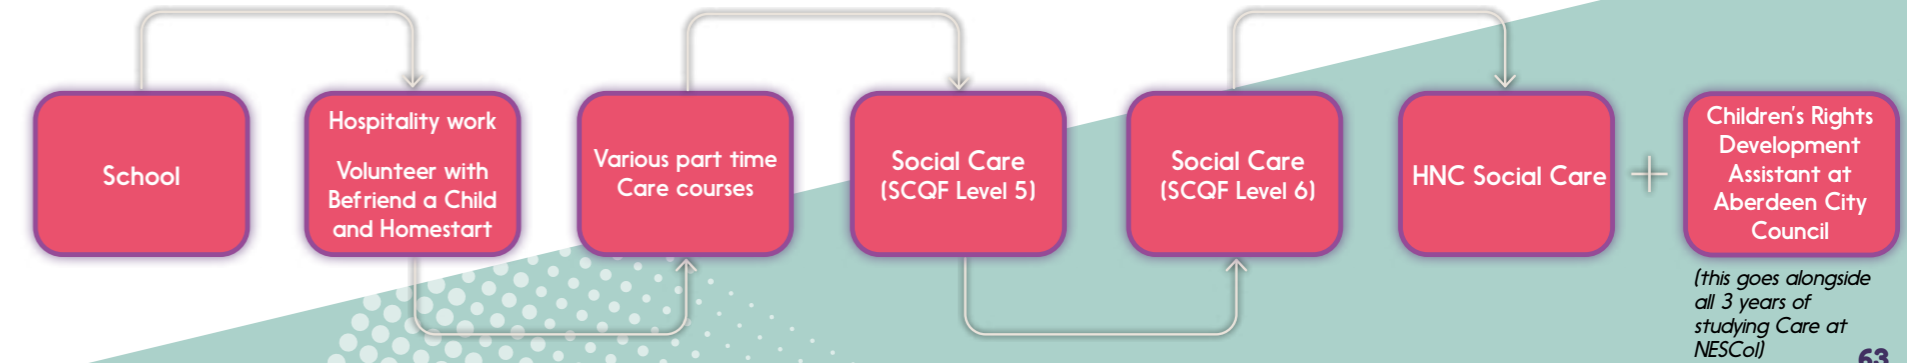 School
Hospitality work
Volunteer with
Befriend a Child
and Homestart
Various part time
Care courses
Social Care
(SCQF Level 5)
Social Care
(SCQF Level 6)
HNC Social Care
+
Children's Rights
Development
Assistant at
Aberdeen City
Council
(this goes alongside
all 3 years of
studying Care at
NESCol)
63